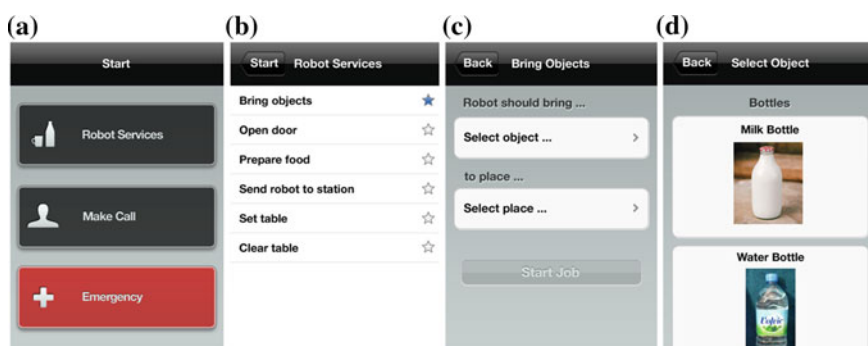 (a)
Start
Robot Services
Make Call
Emergency
(b)
Start Robot Services
Bring objects
Open door
Prepare food
Send robot to station
Set table
Clear table
(c)
Back Bring Objects
Robot should bring ...
Select object ...
to place ...
Select place ...
Start Job
(d)
Back Select Object
Bottles
Milk Bottle
Water Bottle
Volvic